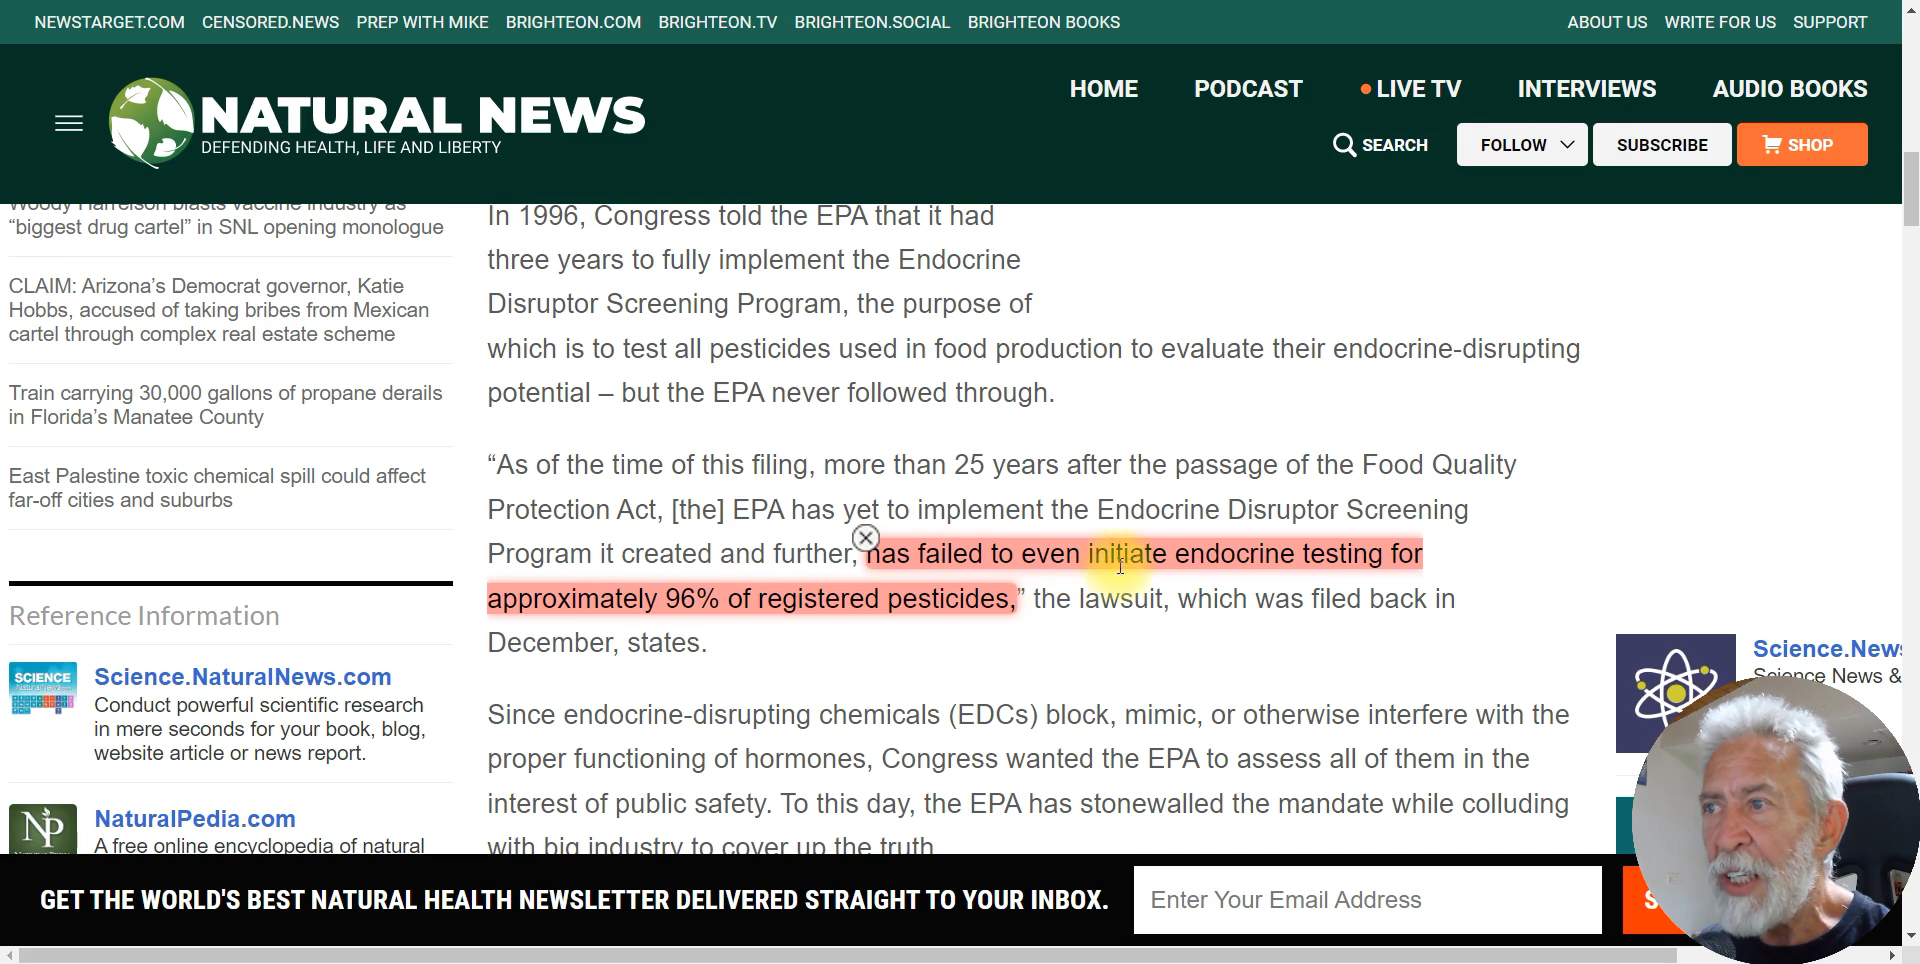 NEWSTARGET.COM CENSORED.NEWS PREP WITH MIKE BRIGHTEON.COM BRIGHTEON.TV BRIGHTEON.SOCIAL BRIGHTEON BOOKS
ABOUT US WRITE FOR US SUPPORT
NATURAL NEWS
DEFENDING HEALTH, LIFE AND LIBERTY
HOME PODCAST LIVE TV INTERVIEWS AUDIO BOOKS
SEARCH FOLLOW SUBSCRIBE SHOP
Woody Harrelson blasts vaccine industry as
“biggest drug cartel” in SNL opening monologue
CLAIM: Arizona’s Democrat governor, Katie
Hobbs, accused of taking bribes from Mexican
cartel through complex real estate scheme
Train carrying 30,000 gallons of propane derails
in Florida’s Manatee County
East Palestine toxic chemical spill could affect
far-off cities and suburbs
Reference Information
SCIENCE
Science.NaturalNews.com
Conduct powerful scientific research
in mere seconds for your book, blog,
website article or news report.
NP
NaturalPedia.com
A free online encyclopedia of natural
In 1996, Congress told the EPA that it had
three years to fully implement the Endocrine
Disruptor Screening Program, the purpose of
which is to test all pesticides used in food production to evaluate their endocrine-disrupting
potential – but the EPA never followed through.
“As of the time of this filing, more than 25 years after the passage of the Food Quality
Protection Act, [the] EPA has yet to implement the Endocrine Disruptor Screening
Program it created and further, has failed to even initiate endocrine testing for
approximately 96% of registered pesticides,” the lawsuit, which was filed back in
December, states.
Since endocrine-disrupting chemicals (EDCs) block, mimic, or otherwise interfere with the
proper functioning of hormones, Congress wanted the EPA to assess all of them in the
interest of public safety. To this day, the EPA has stonewalled the mandate while colluding
with big industry to cover up the truth
Science.News
Science News &
GET THE WORLD'S BEST NATURAL HEALTH NEWSLETTER DELIVERED STRAIGHT TO YOUR INBOX.
Enter Your Email Address
S